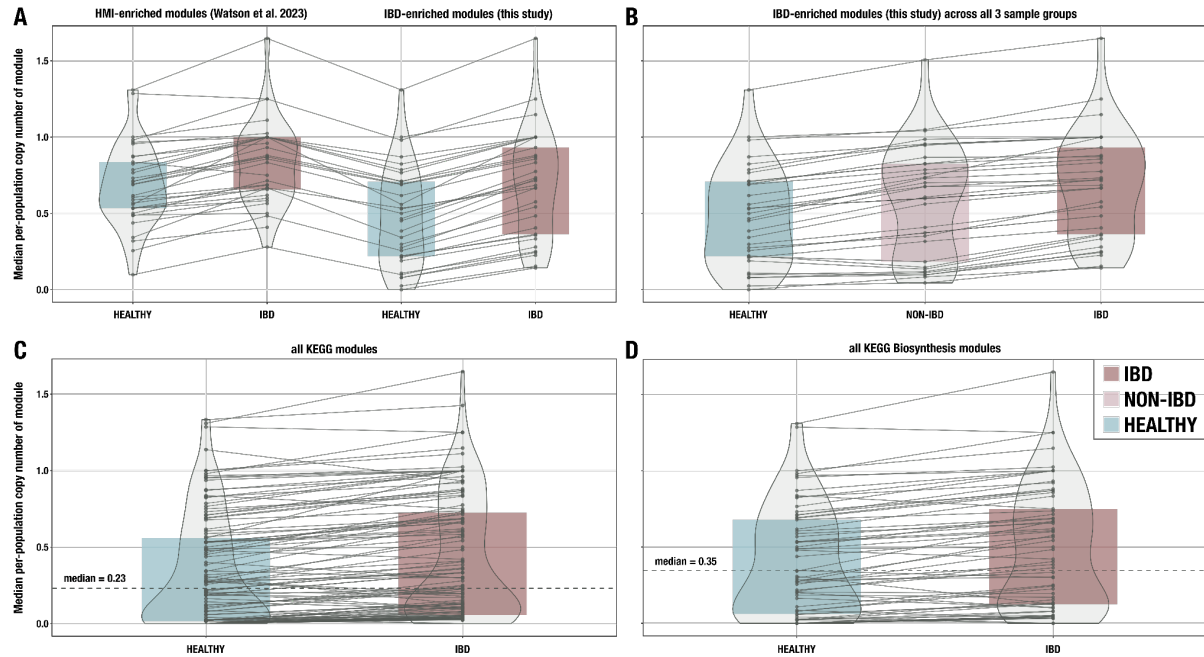 A
HMI-enriched modules (Watson et al. 2023)
IBD-enriched modules (this study)
Median per-population copy number of module
1.5
1.0
0.5
0.0
HEALTHY
IBD
HEALTHY
IBD
B
IBD-enriched modules (this study) across all 3 sample groups
HEALTHY
NON-IBD
IBD
C
all KEGG modules
Median per-population copy number of module
1.5
1.0
0.5
0.0
median = 0.23
HEALTHY
IBD
D
all KEGG Biosynthesis modules
median = 0.35
HEALTHY
IBD
IBD
NON-IBD
HEALTHY